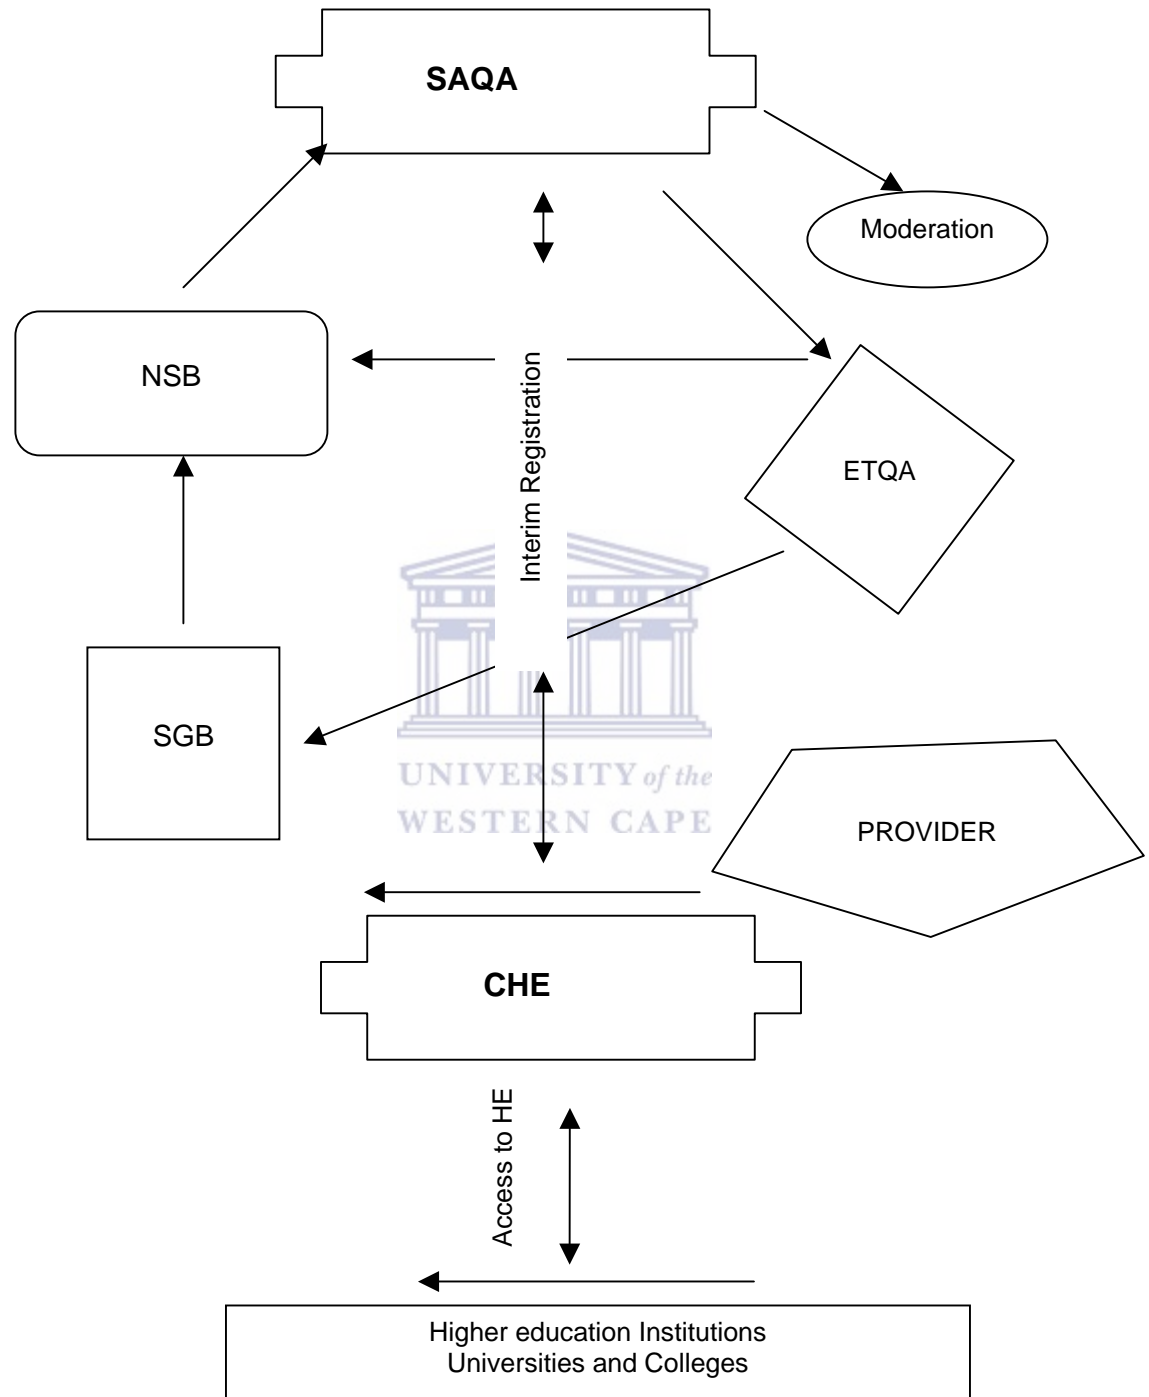 SAQA
Moderation
NSB
Interim Registration
ETQA
SGB
UNIVERSITY of the
WESTERN CAPE
PROVIDER
CHE
Access to HE
Higher education Institutions
Universities and Colleges